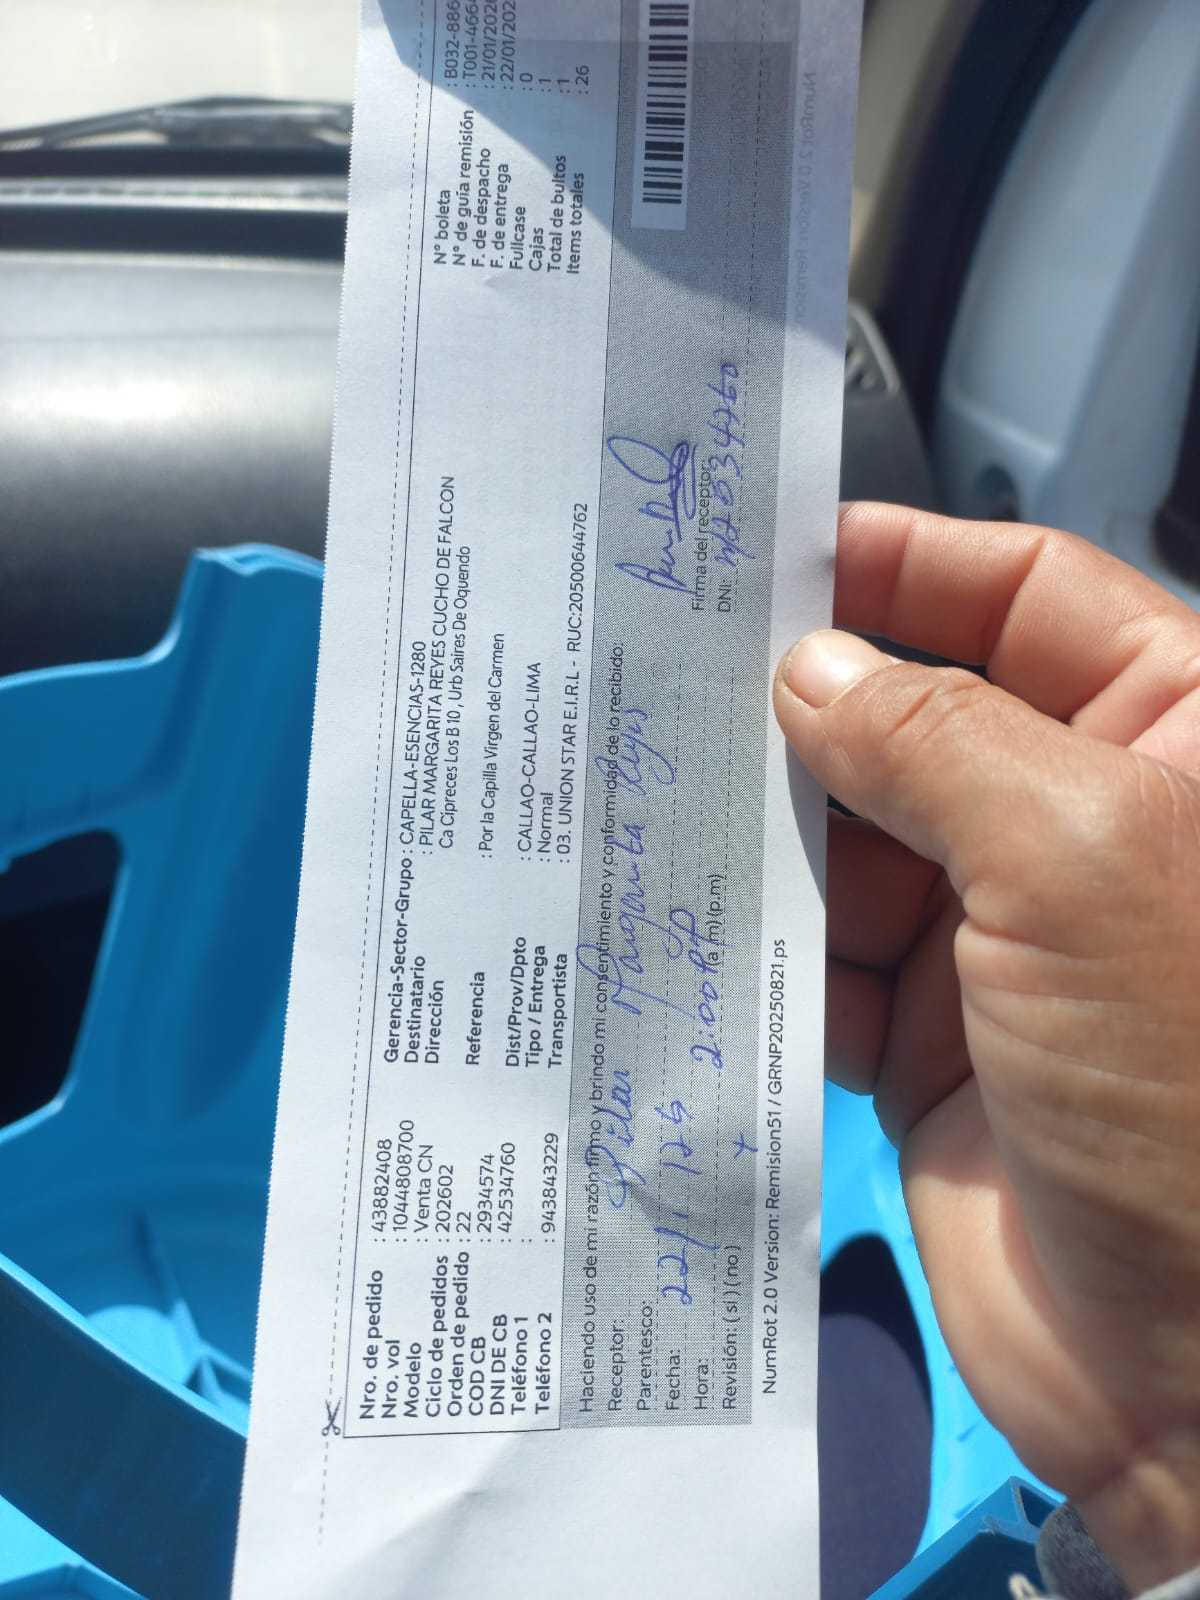 Nro. de pedido : 43882408
Nro. vol : 1044808700
Modelo : Venta CN
Ciclo de pedidos : 202602
Orden de pedido : 22
COD CB : 2934574
DNI DE CB : 42534760
Teléfono 1 :
Teléfono 2 : 943843229
Gerencia-Sector-Grupo : CAPELLA-ESENCIAS-1280
Destinatario : PILAR MARGARITA REYES CUCHO DE FALCON
Dirección Ca Cipreces Los B 10 , Urb Saires De Oquendo
Referencia : Por la Capilla Virgen del Carmen
Dist/Prov/Dpto : CALLAO-CALLAO-LIMA
Tipo / Entrega : Normal
Transportista : 03. UNION STAR E.I.R.L - RUC:20500644762
N° boleta : B032-886
N° de guía remisión : T001-466
F. de despacho : 21/01/202
F. de entrega : 22/01/202
Fullcase : 0
Cajas : 1
Total de bultos : 1
Items totales : 26
Haciendo uso de mi razón firmo y brindo mi consentimiento y conformidad de lo recibido:
Receptor: Pilar Margarita Reyes
Parentesco:
Fecha: 22/1/26
Hora: 2:00 (a m) (p.m)
Revisión: ( si ) ( no )
Firma del receptor
DNI: 42534760
NumRot 2.0 Version: Remision51 / GRNP20250821.ps